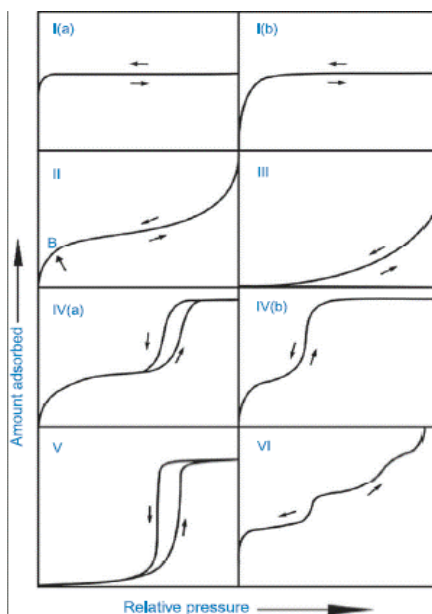 I(a)
I(b)
II
III
B
IV(a)
IV(b)
V
VI
Amount adsorbed
Relative pressure